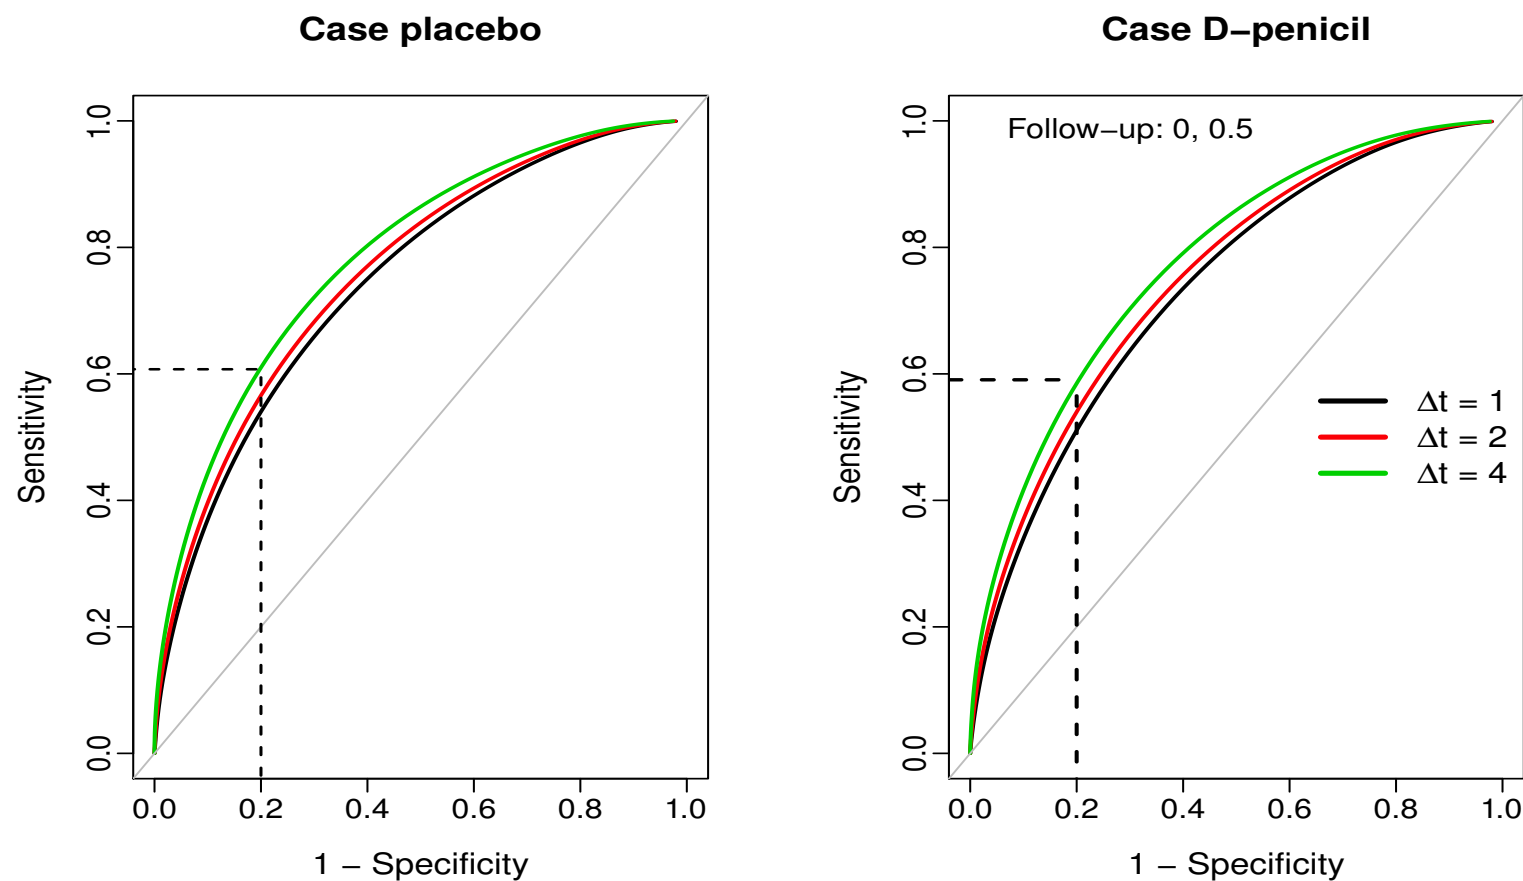 Case placebo
Sensitivity
1.0
0.8
0.6
0.4
0.2
0.0
0.0 0.2 0.4 0.6 0.8 1.0
1 − Specificity
Case D−penicil
Follow−up: 0, 0.5
Sensitivity
1.0
0.8
0.6
0.4
0.2
0.0
Δt = 1
Δt = 2
Δt = 4
0.0 0.2 0.4 0.6 0.8 1.0
1 − Specificity